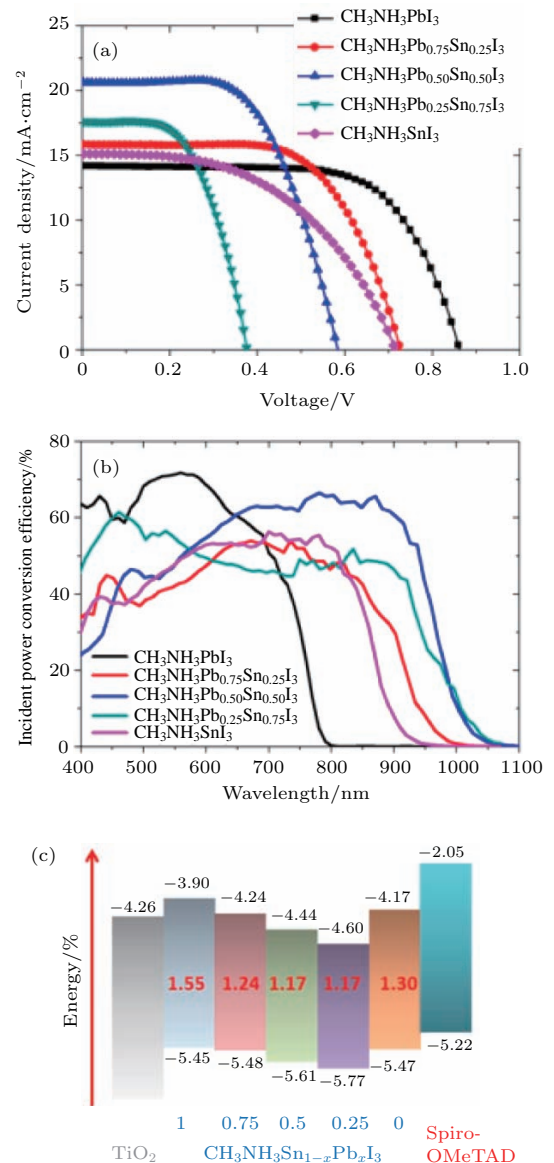 (a)
CH3NH3PbI3
CH3NH3Pb0.75Sn0.25I3
CH3NH3Pb0.50Sn0.50I3
CH3NH3Pb0.25Sn0.75I3
CH3NH3SnI3
25
20
15
10
5
0
Current density/mA·cm−2
0 0.2 0.4 0.6 0.8 1.0
Voltage/V
(b)
80
60
40
20
0
Incident power conversion efficiency/%
CH3NH3PbI3
CH3NH3Pb0.75Sn0.25I3
CH3NH3Pb0.50Sn0.50I3
CH3NH3Pb0.25Sn0.75I3
CH3NH3SnI3
400 500 600 700 800 900 1000 1100
Wavelength/nm
(c)
Energy/%
−4.26 −3.90 −4.24 −4.44 −4.60 −4.17 −2.05
1.55 1.24 1.17 1.17 1.30
−5.45 −5.48 −5.61 −5.77 −5.47 −5.22
1 0.75 0.5 0.25 0
TiO2 CH3NH3Sn1−xPbxI3
Spiro-
OMeTAD